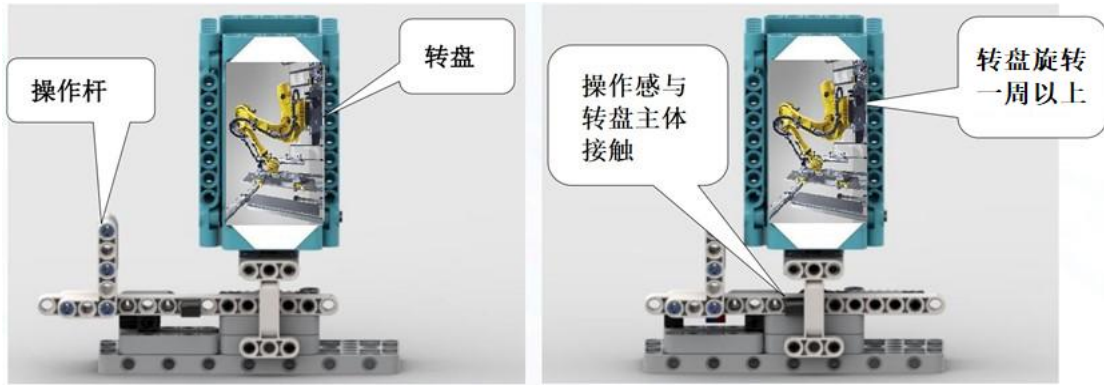 操作杆
转盘
操作感与
转盘主体
接触
转盘旋转
一周以上